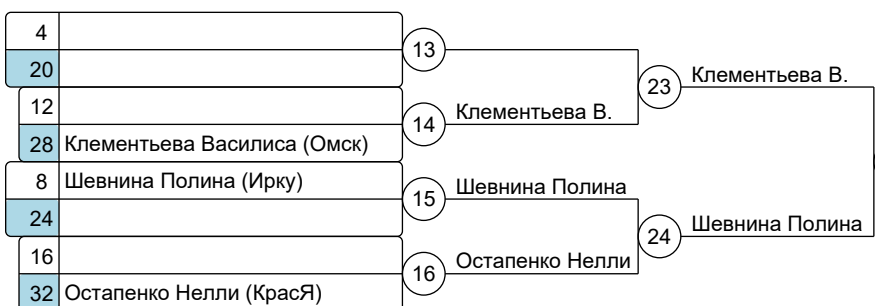 4
20
13
Клементьева В.
23
12
Клементьева В.
14
28 Клементьева Василиса (Омск)
8 Шевнина Полина (Ирку)
Шевнина Полина
15
24
Шевнина Полина
24
16
Остапенко Нелли
16
32 Остапенко Нелли (КрасЯ)